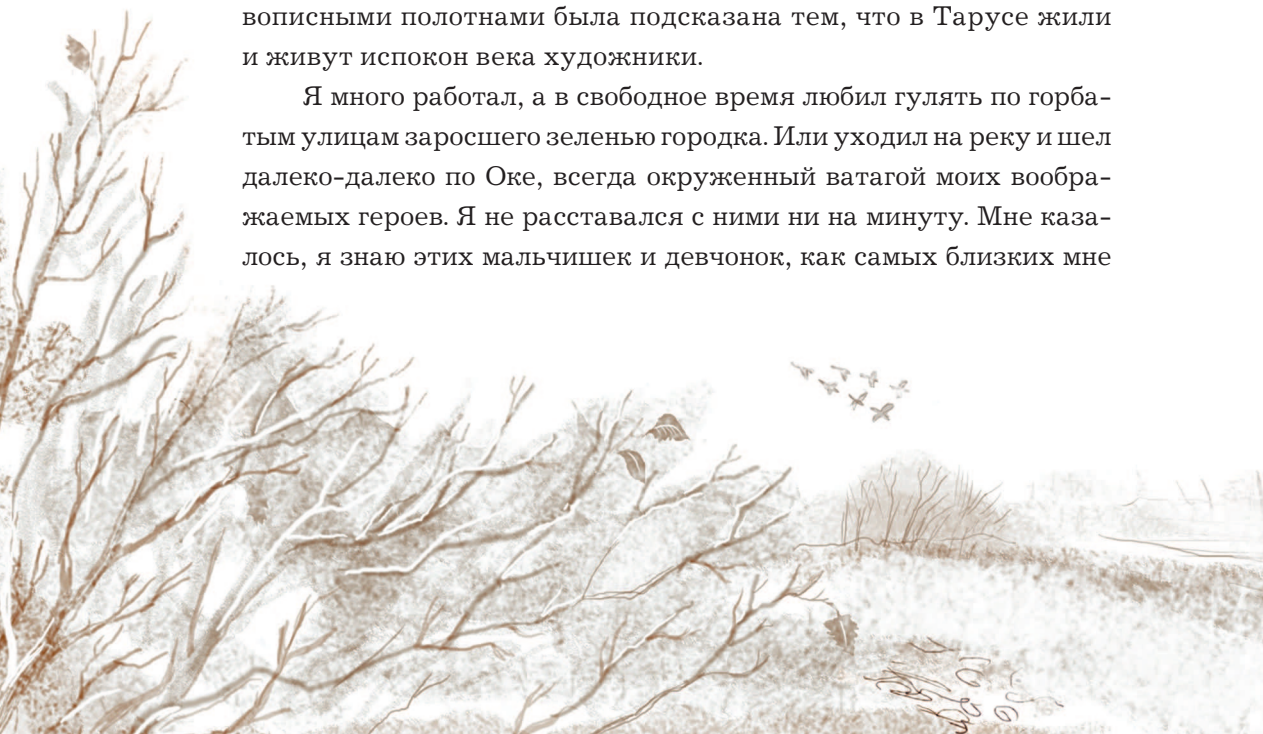 вописными полотнами была подсказана тем, что в Тарусе жили
и живут испокон века художники.
Я много работал, а в свободное время любил гулять по горба-
тым улицам заросшего зеленью городка. Или уходил на реку и шел
далеко-далеко по Оке, всегда окруженный ватагой моих вообра-
жаемых героев. Я не расставался с ними ни на минуту. Мне каза-
лось, я знаю этих мальчишек и девчонок, как самых близких мне